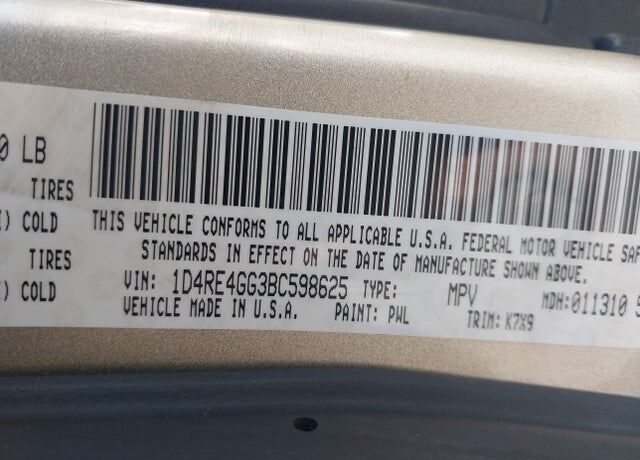 0 LB
TIRES
) COLD
TIRES
) COLD
THIS VEHICLE CONFORMS TO ALL APPLICABLE U.S.A. FEDERAL MOTOR VEHICLE SAF
STANDARDS IN EFFECT ON THE DATE OF MANUFACTURE SHOWN ABOVE.
VIN: 1D4RE4GG3BC598625 TYPE: MPV MDH:011310
VEHICLE MADE IN U.S.A. PAINT: PWL TRIM: K7X9